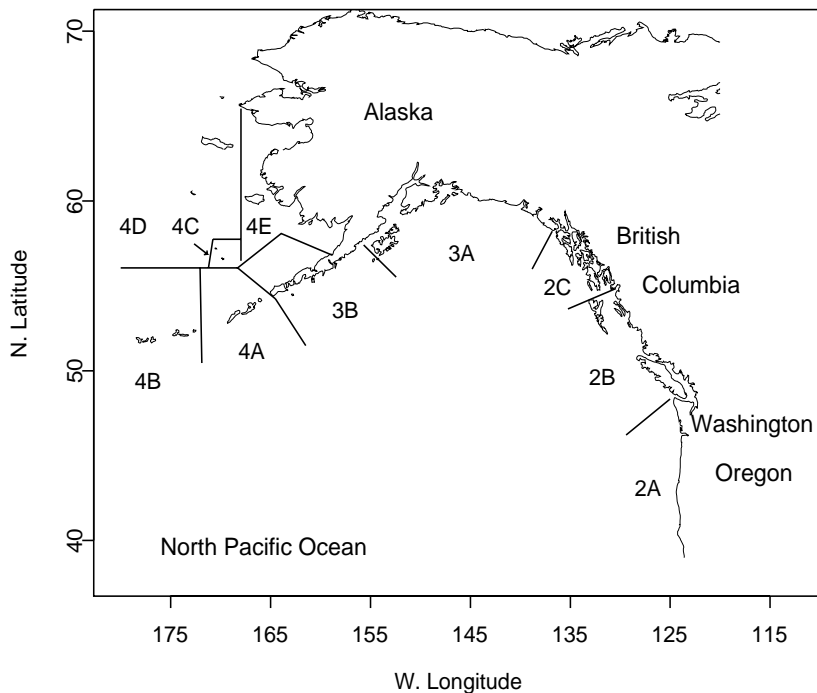 70
Alaska
60
4D
4C
4E
British
3A
2C
Columbia
3B
N. Latitude
4A
50
4B
2B
Washington
Oregon
2A
40
North Pacific Ocean
175
165
155
145
135
125
115
W. Longitude